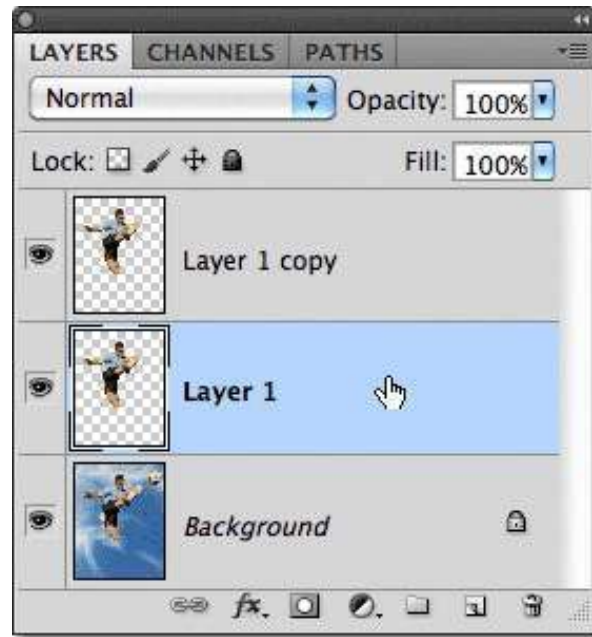 LAYERS CHANNELS PATHS
Normal Opacity: 100%
Lock: Fill: 100%
Layer 1 copy
Layer 1
Background
fx.